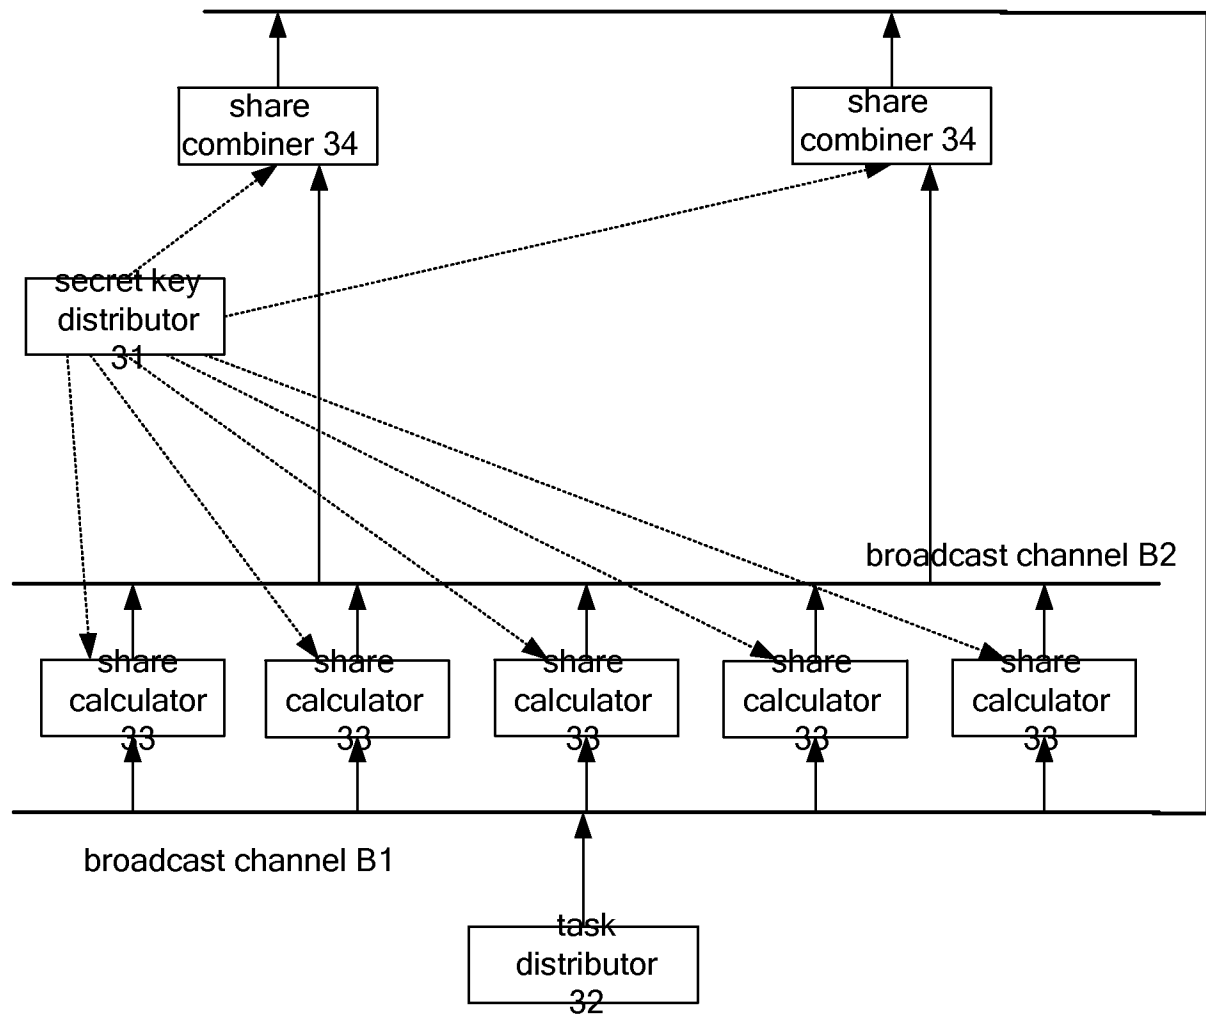 share
combiner 34
share
combiner 34
secret key
distributor
31
broadcast channel B2
share
calculator
33
share
calculator
33
share
calculator
33
share
calculator
33
share
calculator
33
broadcast channel B1
task
distributor
32